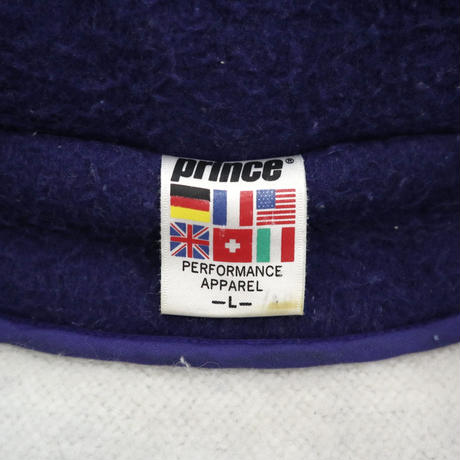 prince®
PERFORMANCE
APPAREL
-L-